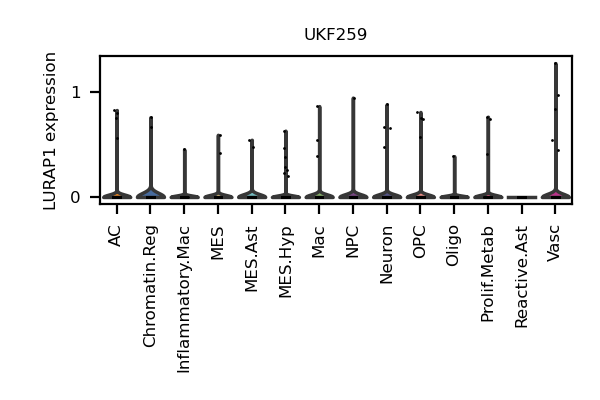 UKF259
LURAP1 expression
1
0
AC
Chromatin.Reg
Inflammatory.Mac
MES
MES.Ast
MES.Hyp
Mac
NPC
Neuron
OPC
Oligo
Prolif.Metab
Reactive.Ast
Vasc